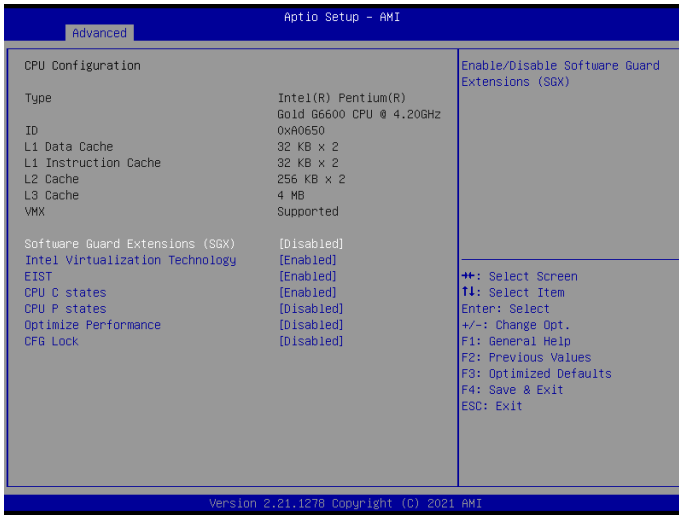 Aptio Setup – AMI
Advanced
CPU Configuration
Type Intel(R) Pentium(R)
Gold G6600 CPU @ 4.20GHz
ID 0xA0650
L1 Data Cache 32 KB x 2
L1 Instruction Cache 32 KB x 2
L2 Cache 256 KB x 2
L3 Cache 4 MB
VMX Supported
Software Guard Extensions (SGX) [Disabled]
Intel Virtualization Technology [Enabled]
EIST [Enabled]
CPU C states [Enabled]
CPU P states [Disabled]
Optimize Performance [Disabled]
CFG Lock [Disabled]
Enable/Disable Software Guard
Extensions (SGX)
→←: Select Screen
↑↓: Select Item
Enter: Select
+/-: Change Opt.
F1: General Help
F2: Previous Values
F3: Optimized Defaults
F4: Save & Exit
ESC: Exit
Version 2.21.1278 Copyright (C) 2021 AMI